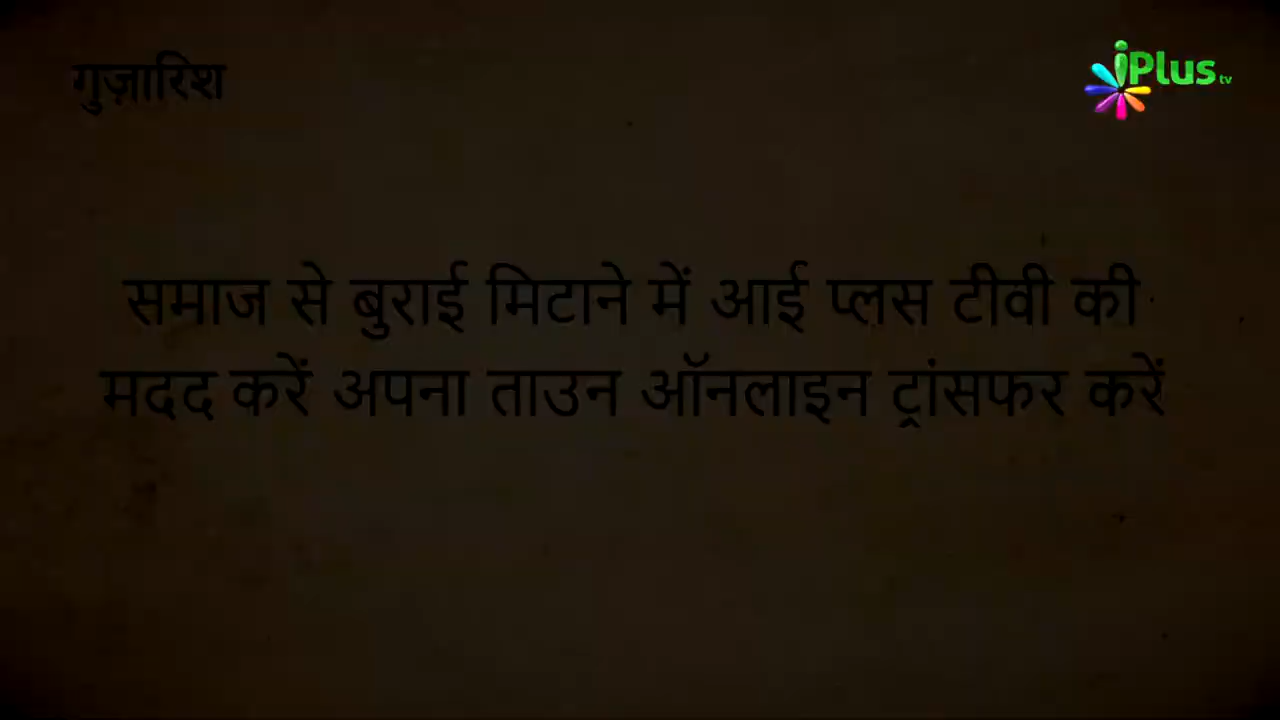 गुज़ारिश
iPlus tv
समाज से बुराई मिटाने में आई प्लस टीवी की
मदद करें अपना ताउन ऑनलाइन ट्रांसफर करें